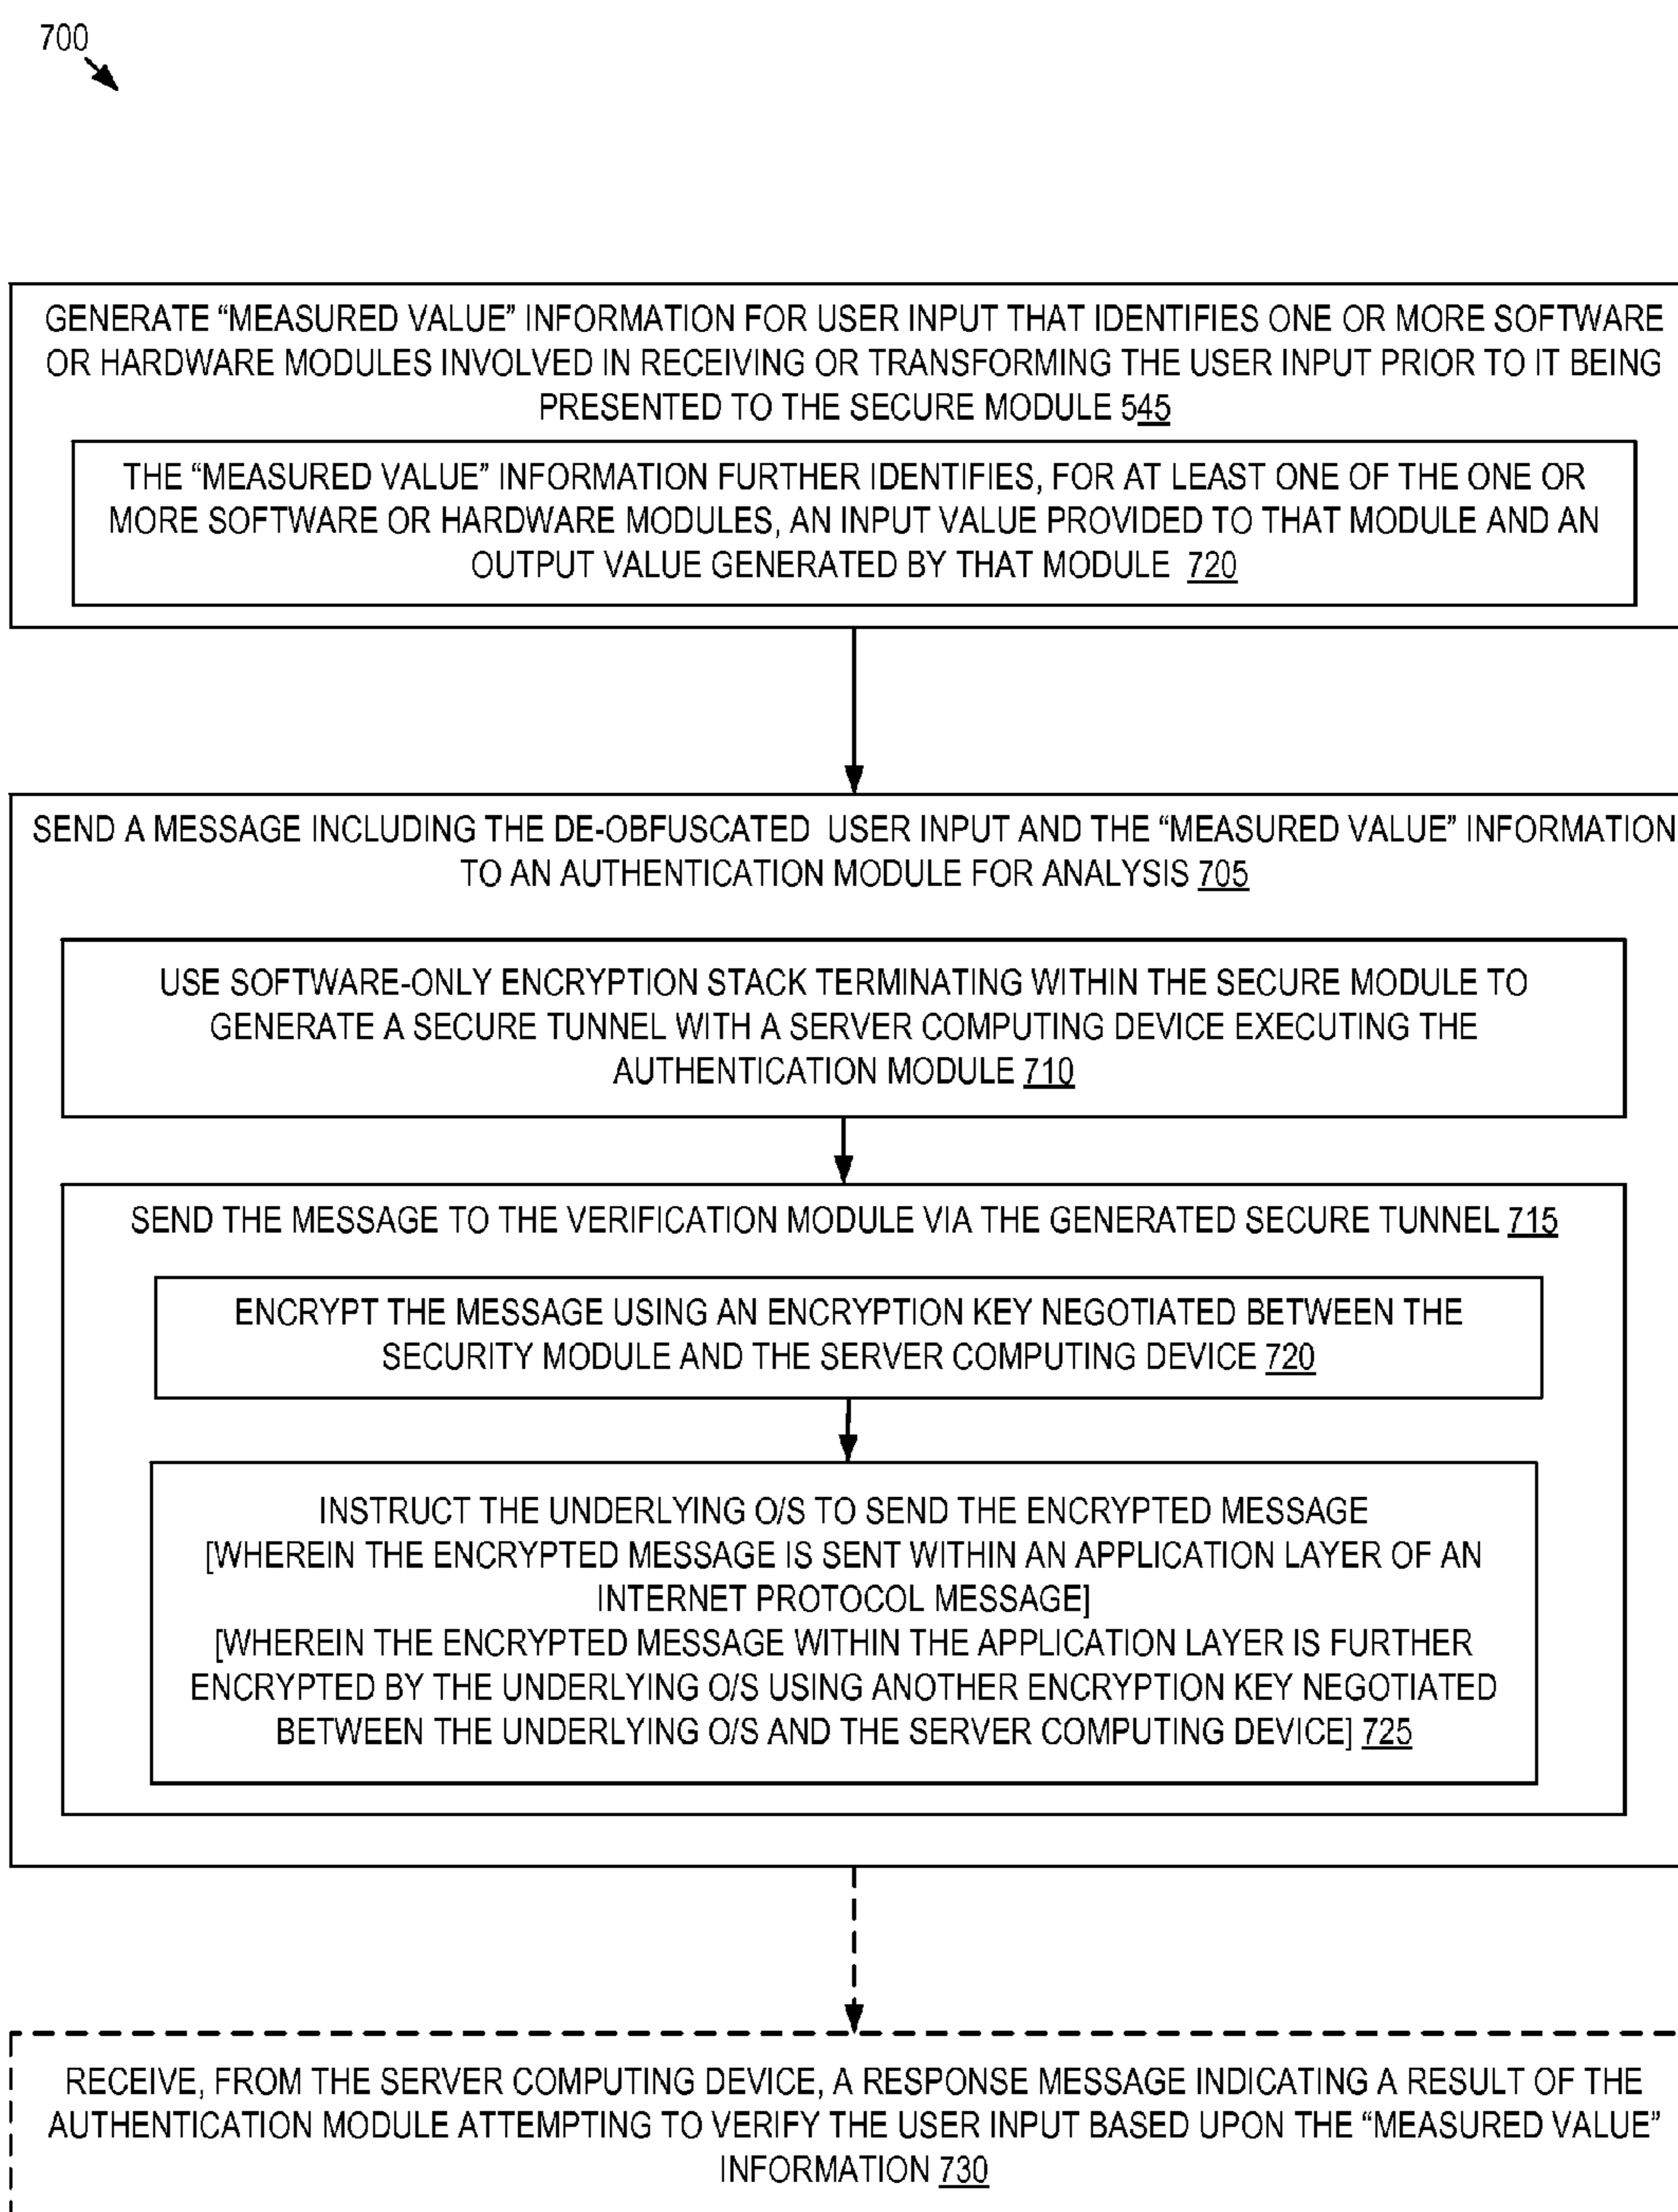 700
GENERATE “MEASURED VALUE” INFORMATION FOR USER INPUT THAT IDENTIFIES ONE OR MORE SOFTWARE
OR HARDWARE MODULES INVOLVED IN RECEIVING OR TRANSFORMING THE USER INPUT PRIOR TO IT BEING
PRESENTED TO THE SECURE MODULE 545
THE “MEASURED VALUE” INFORMATION FURTHER IDENTIFIES, FOR AT LEAST ONE OF THE ONE OR
MORE SOFTWARE OR HARDWARE MODULES, AN INPUT VALUE PROVIDED TO THAT MODULE AND AN
OUTPUT VALUE GENERATED BY THAT MODULE 720
SEND A MESSAGE INCLUDING THE DE-OBFUSCATED USER INPUT AND THE “MEASURED VALUE” INFORMATION
TO AN AUTHENTICATION MODULE FOR ANALYSIS 705
USE SOFTWARE-ONLY ENCRYPTION STACK TERMINATING WITHIN THE SECURE MODULE TO
GENERATE A SECURE TUNNEL WITH A SERVER COMPUTING DEVICE EXECUTING THE
AUTHENTICATION MODULE 710
SEND THE MESSAGE TO THE VERIFICATION MODULE VIA THE GENERATED SECURE TUNNEL 715
ENCRYPT THE MESSAGE USING AN ENCRYPTION KEY NEGOTIATED BETWEEN THE
SECURITY MODULE AND THE SERVER COMPUTING DEVICE 720
INSTRUCT THE UNDERLYING O/S TO SEND THE ENCRYPTED MESSAGE
[WHEREIN THE ENCRYPTED MESSAGE IS SENT WITHIN AN APPLICATION LAYER OF AN
INTERNET PROTOCOL MESSAGE]
[WHEREIN THE ENCRYPTED MESSAGE WITHIN THE APPLICATION LAYER IS FURTHER
ENCRYPTED BY THE UNDERLYING O/S USING ANOTHER ENCRYPTION KEY NEGOTIATED
BETWEEN THE UNDERLYING O/S AND THE SERVER COMPUTING DEVICE] 725
RECEIVE, FROM THE SERVER COMPUTING DEVICE, A RESPONSE MESSAGE INDICATING A RESULT OF THE
AUTHENTICATION MODULE ATTEMPTING TO VERIFY THE USER INPUT BASED UPON THE “MEASURED VALUE”
INFORMATION 730